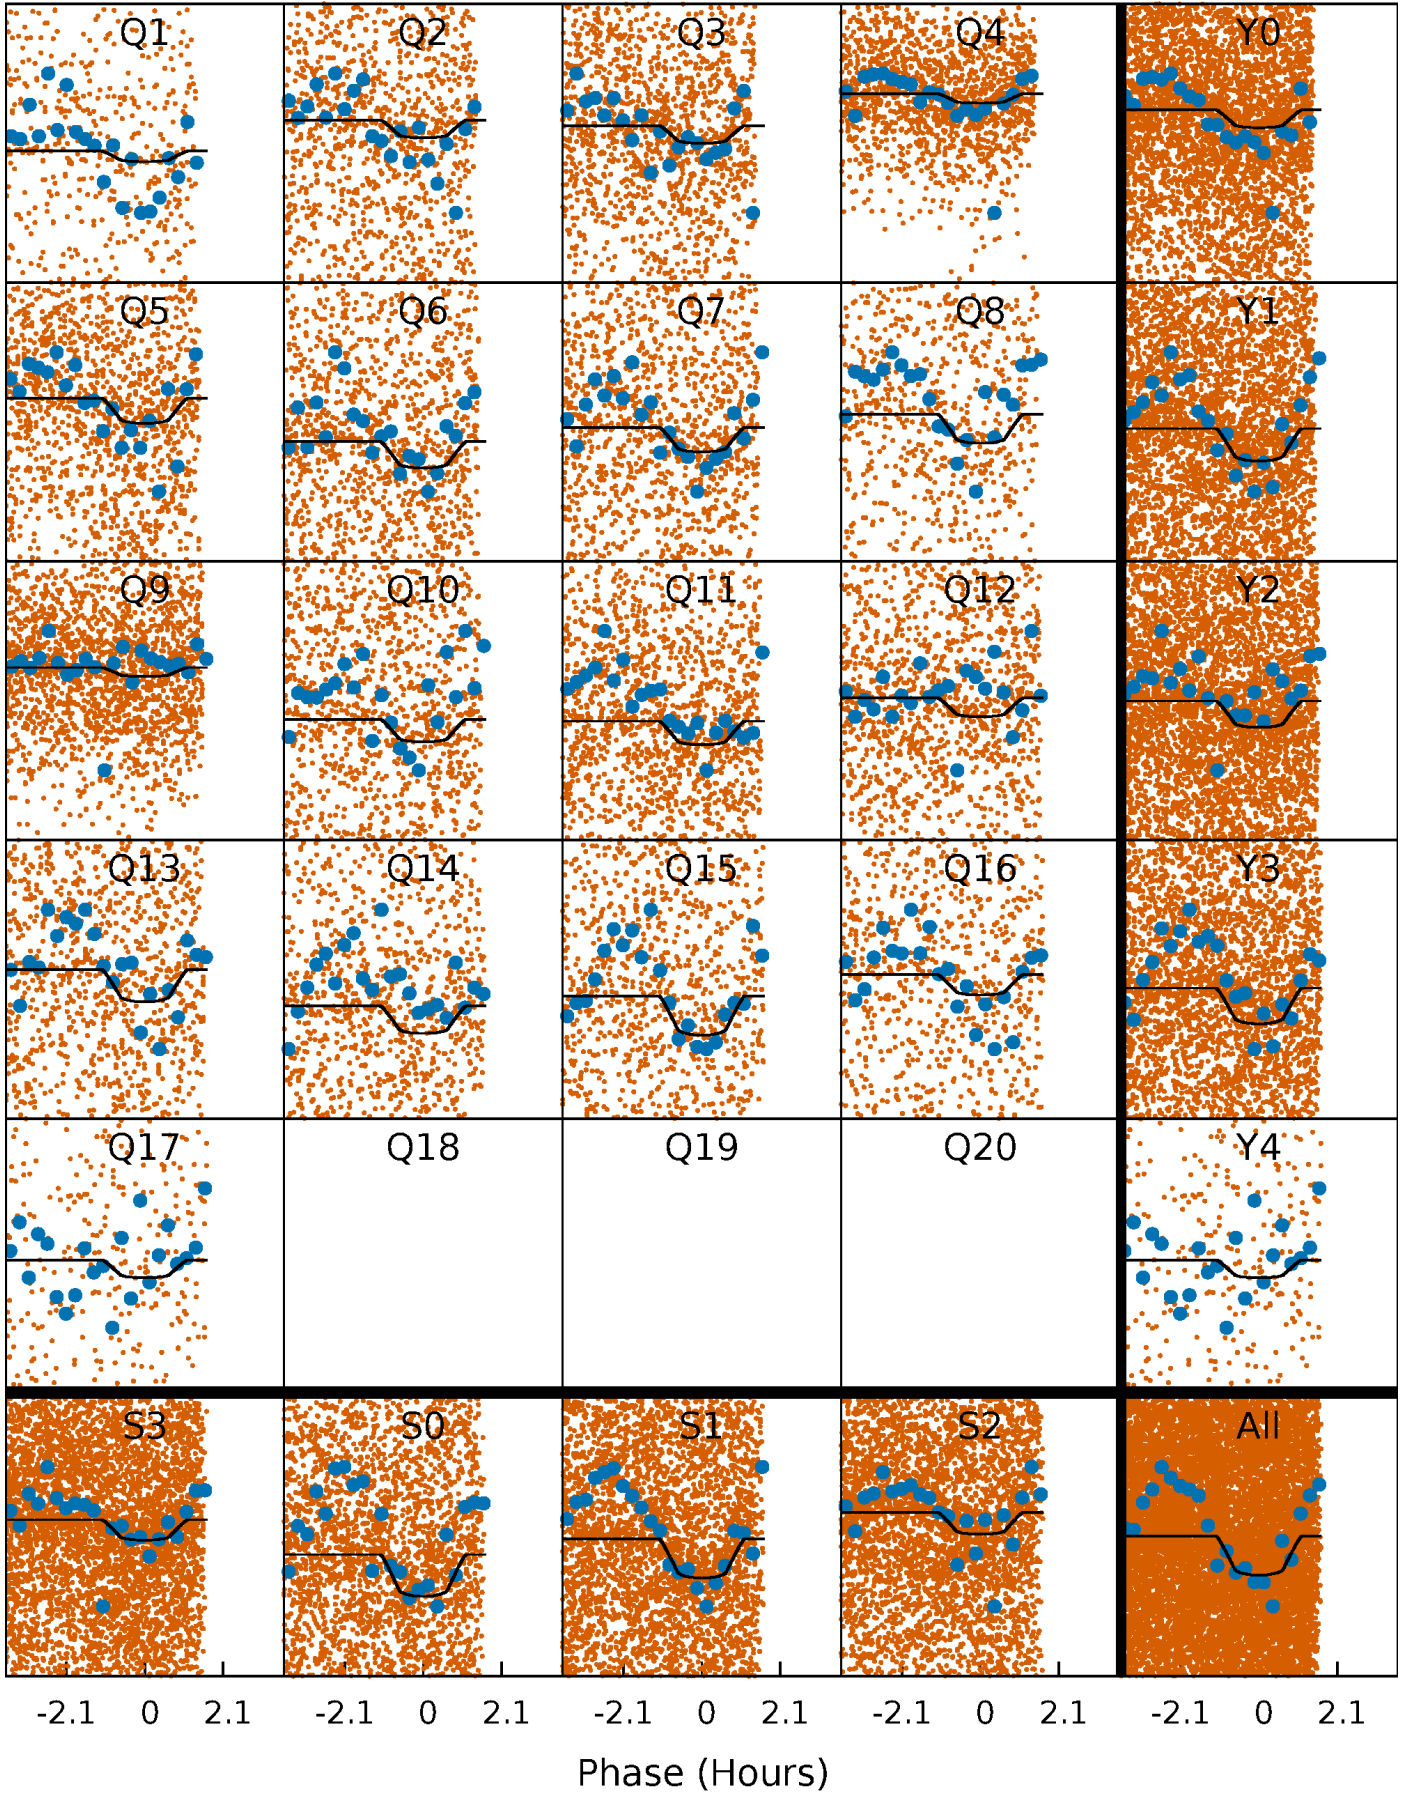 Q1 Q2 Q3 Q4 Y0
Q5 Q6 Q7 Q8 Y1
Q9 Q10 Q11 Q12 Y2
Q13 Q14 Q15 Q16 Y3
Q17 Q18 Q19 Q20 Y4
S3 S0 S1 S2 All
-2.1 0 2.1 -2.1 0 2.1 -2.1 0 2.1 -2.1 0 2.1 -2.1 0 2.1
Phase (Hours)